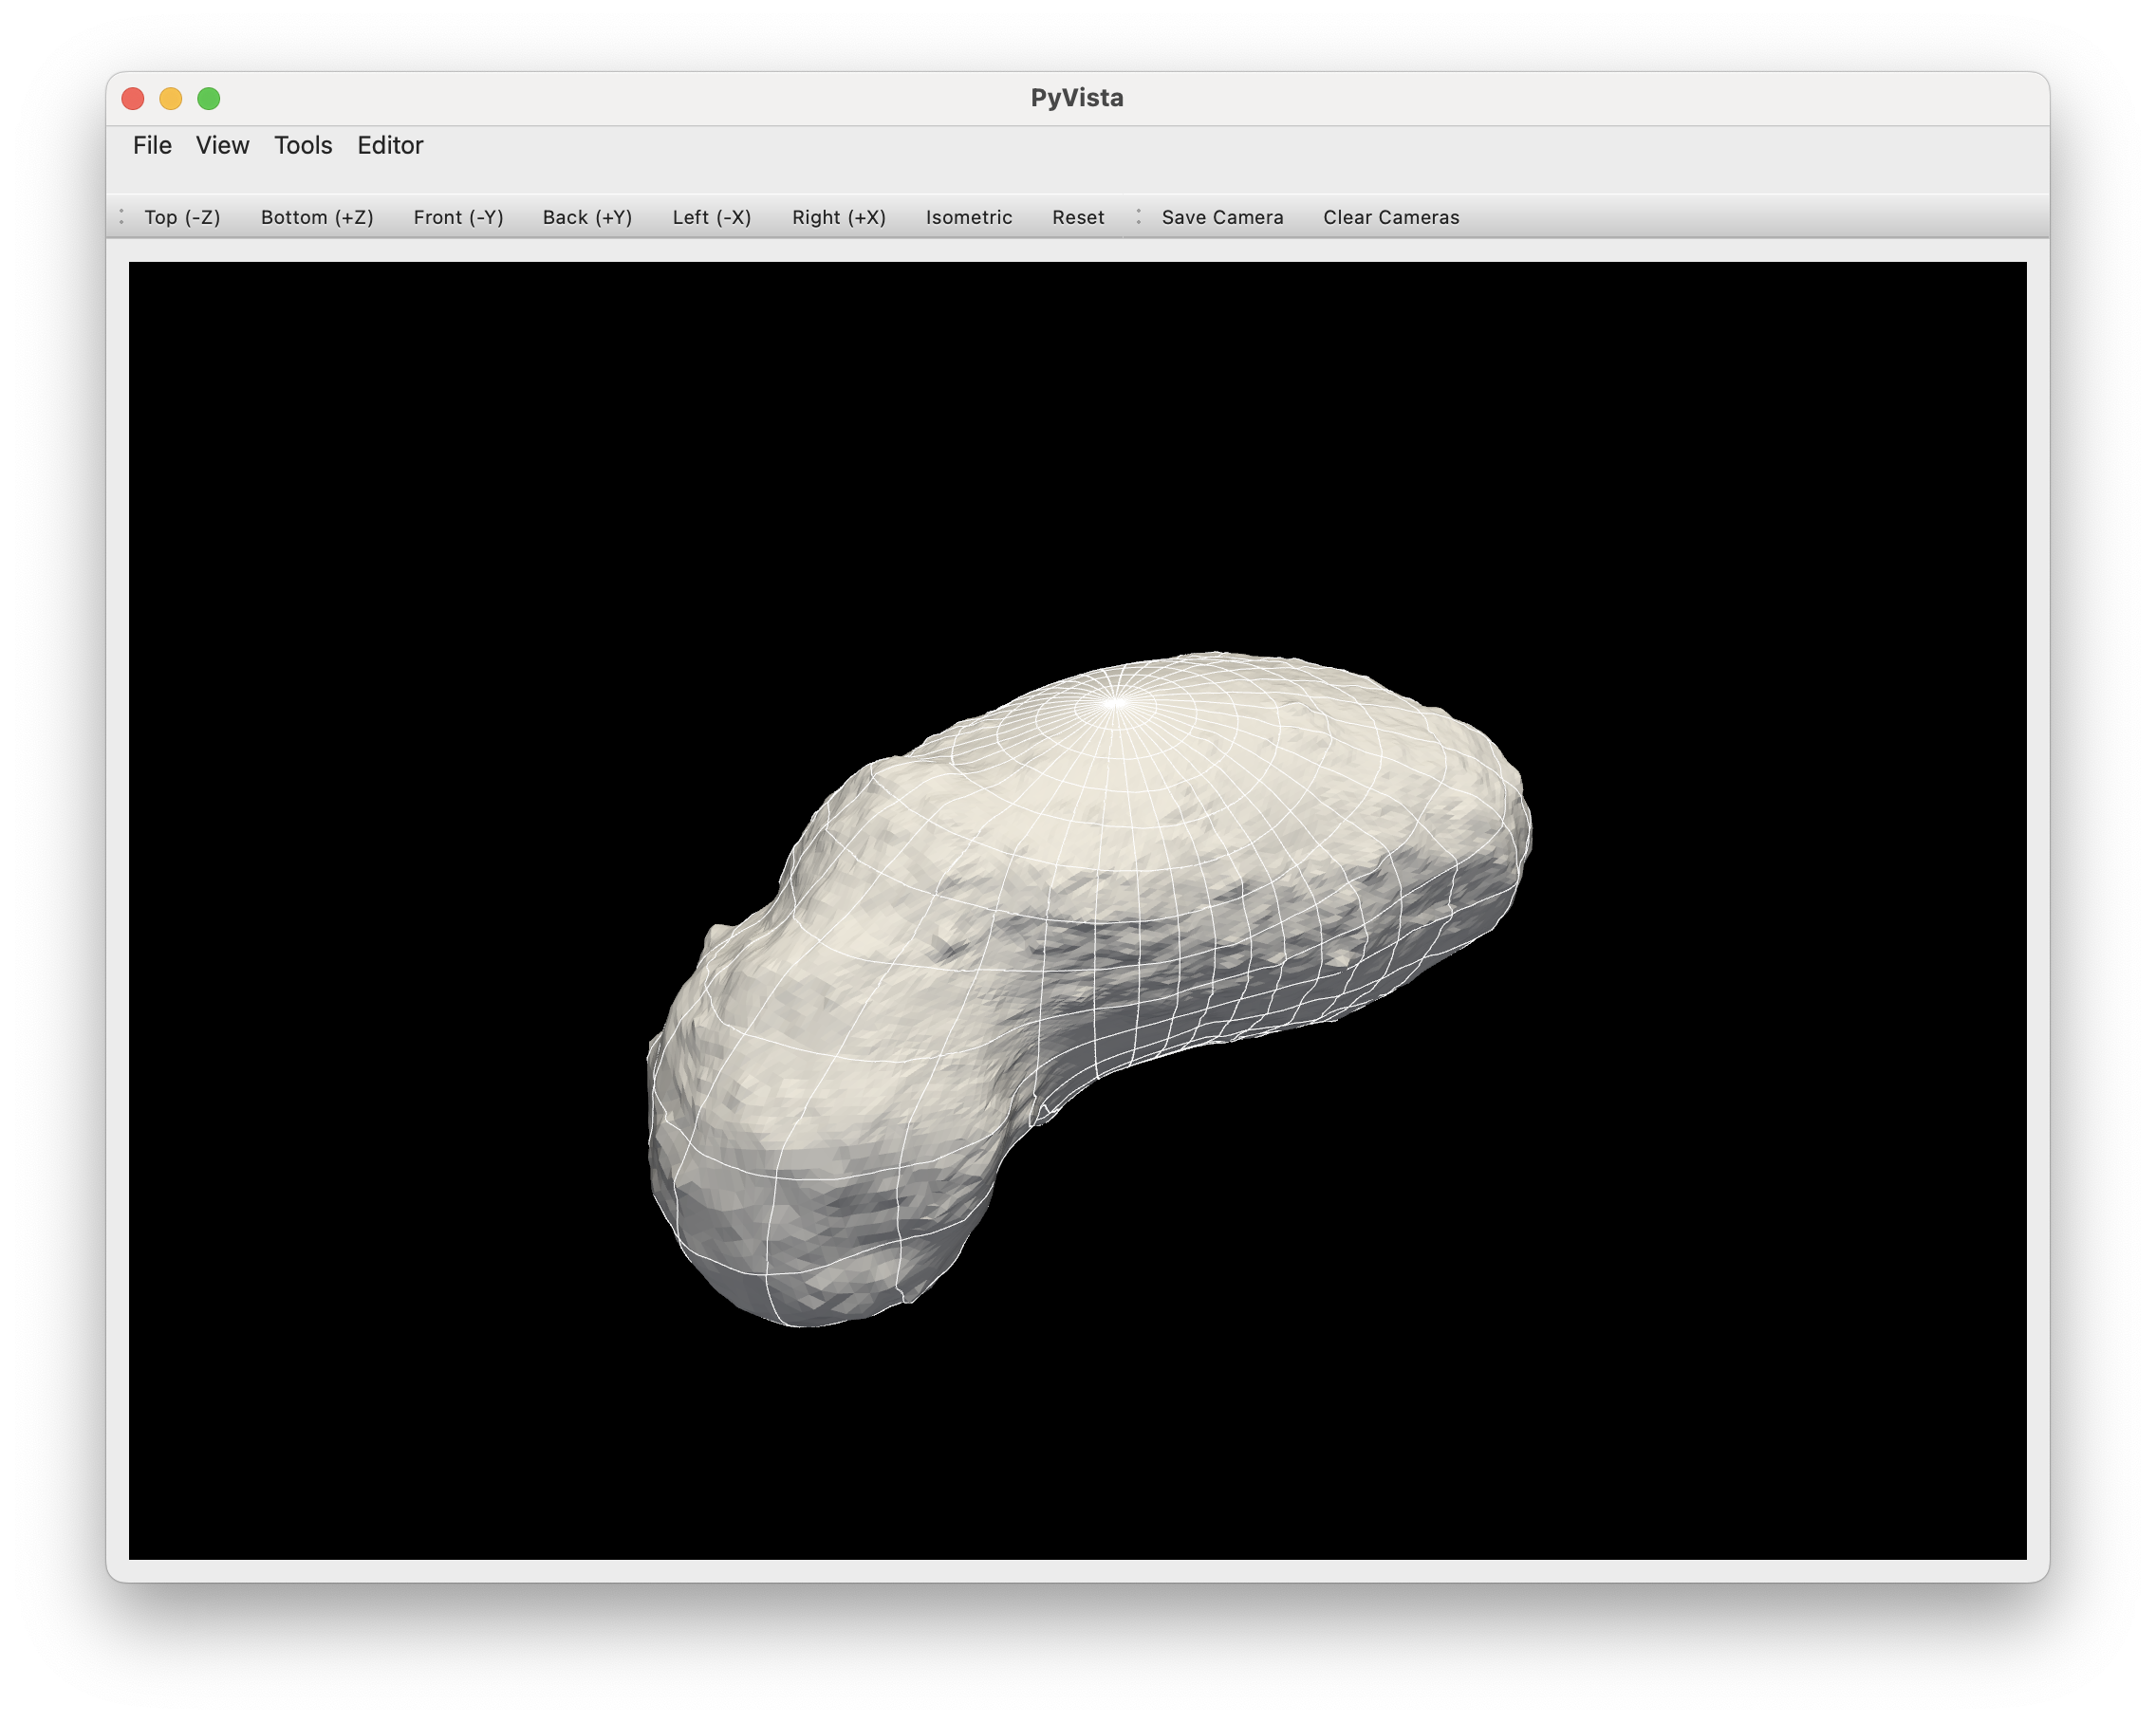 PyVista
File View Tools Editor
Top (-Z) Bottom (+Z) Front (-Y) Back (+Y) Left (-X) Right (+X) Isometric Reset Save Camera Clear Cameras